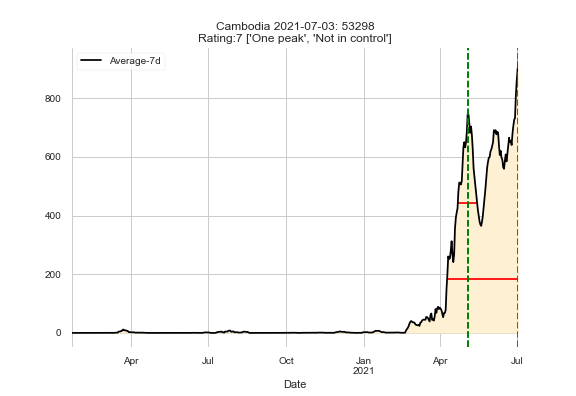 Cambodia 2021-07-03: 53298
Rating:7 ['One peak', 'Not in control']
Average-7d
800
600
400
200
0
Apr
Jul
Oct
Jan
2021
Apr
Jul
Date